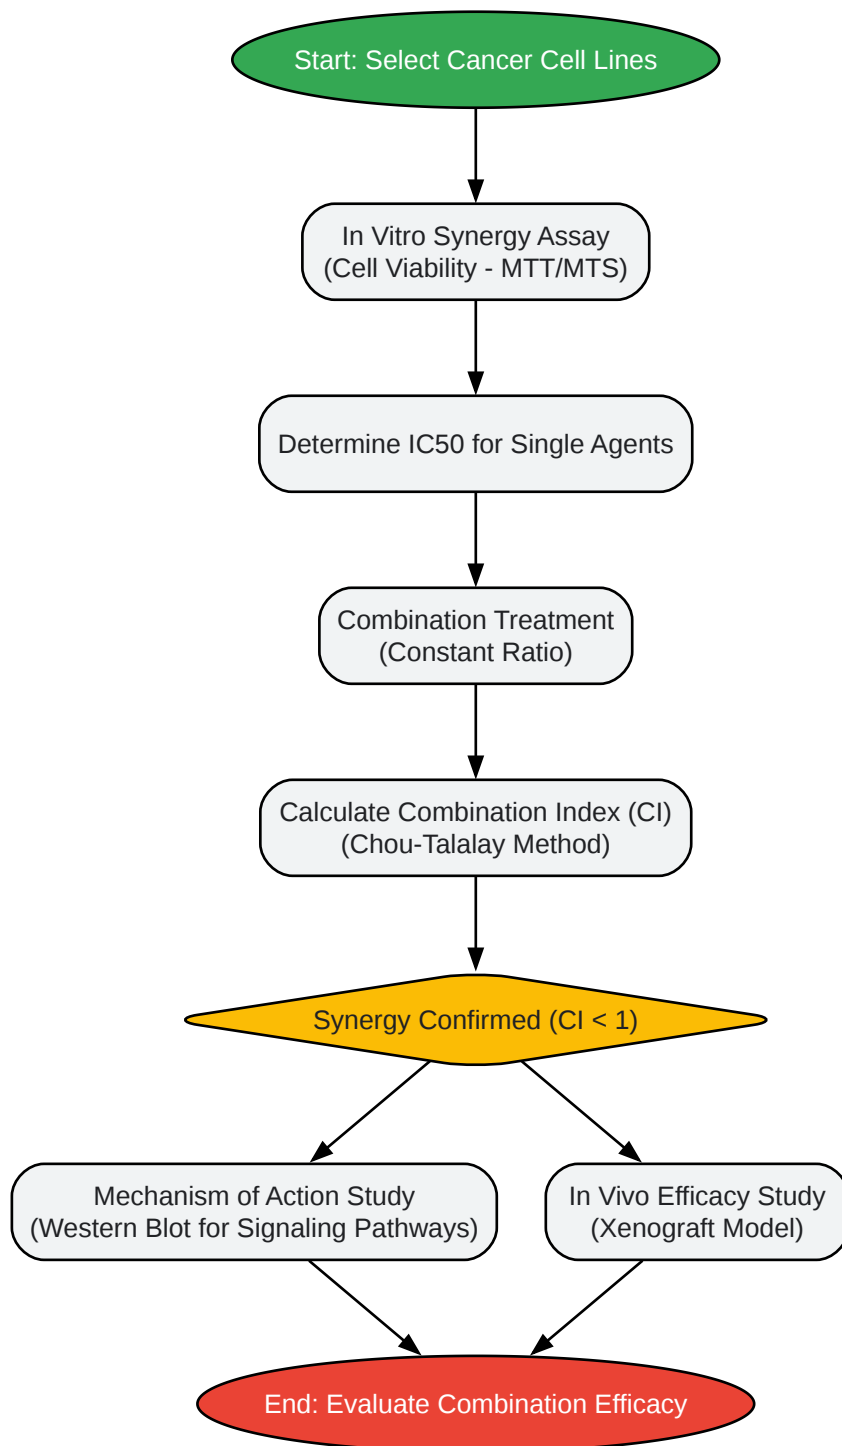 Start: Select Cancer Cell Lines
In Vitro Synergy Assay
(Cell Viability - MTT/MTS)
Determine IC50 for Single Agents
Combination Treatment
(Constant Ratio)
Calculate Combination Index (CI)
(Chou-Talalay Method)
Synergy Confirmed (CI < 1)
Mechanism of Action Study
(Western Blot for Signaling Pathways)
In Vivo Efficacy Study
(Xenograft Model)
End: Evaluate Combination Efficacy